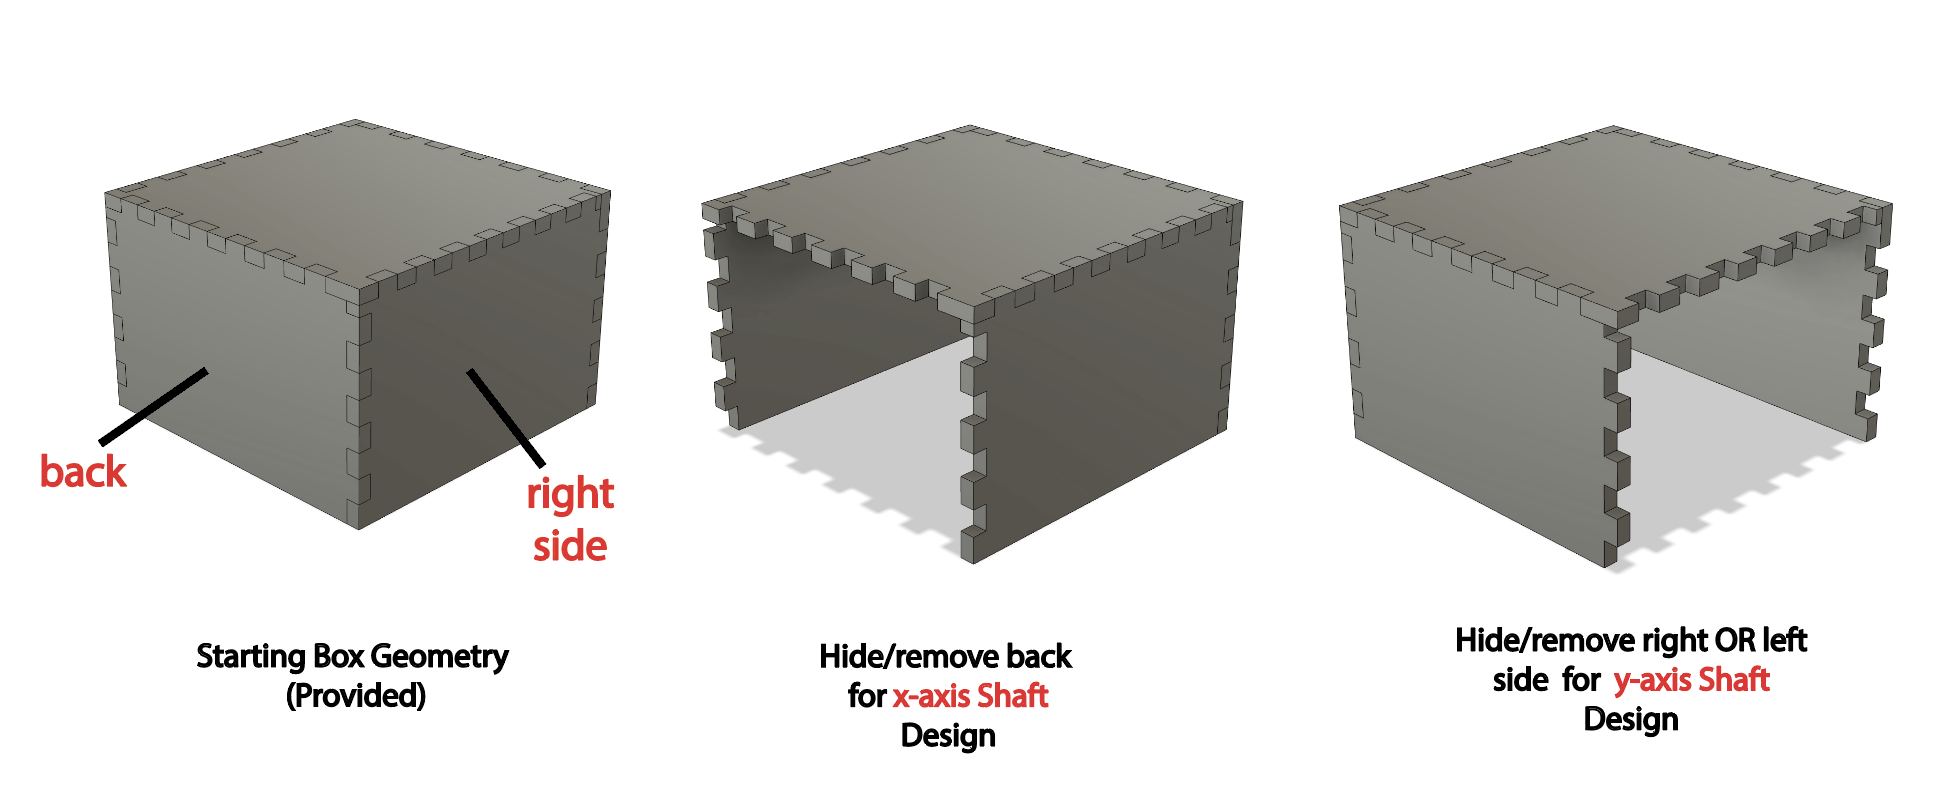 back
right
side
Starting Box Geometry
(Provided)
Hide/remove back
for x-axis Shaft
Design
Hide/remove right OR left
side for y-axis Shaft
Design